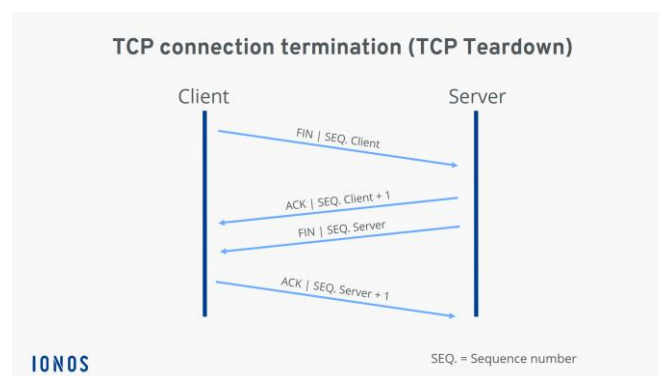 TCP connection termination (TCP Teardown)
Client
Server
FIN | SEQ. Client
ACK | SEQ. Client + 1
FIN | SEQ. Server
ACK | SEQ. Server + 1
IONOS
SEQ. = Sequence number